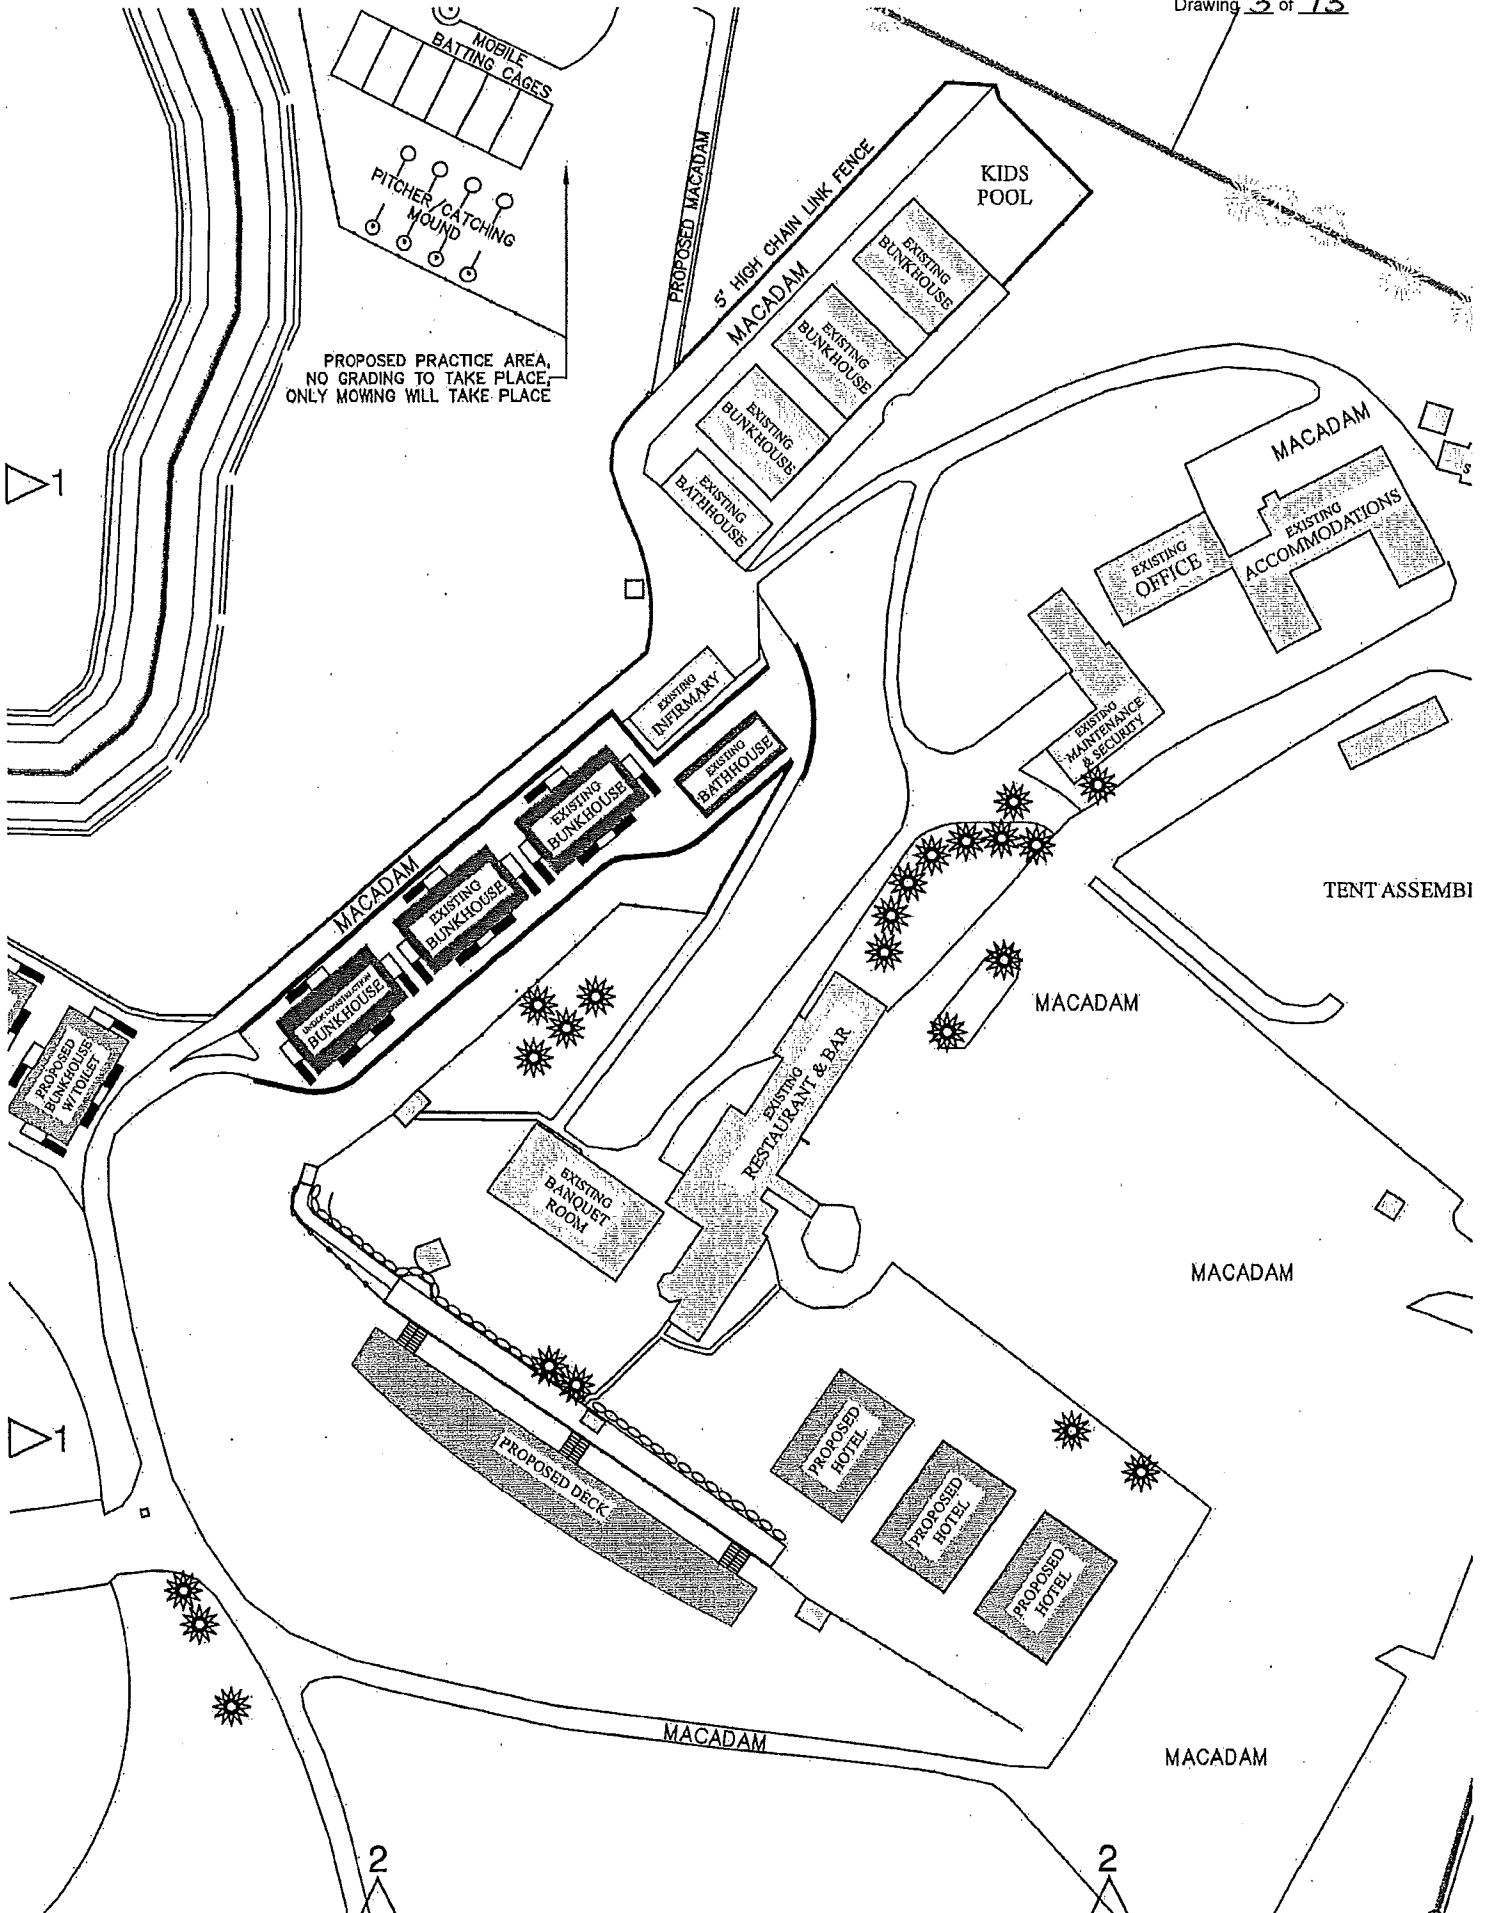 Drawing 3 of 13
MOBILE
BATTING CAGES
PITCHER/CATCHING
MOUND
PROPOSED MACADAM
5' HIGH CHAIN LINK FENCE
MACADAM
KIDS
POOL
EXISTING
BUNKHOUSE
EXISTING
BUNKHOUSE
EXISTING
BUNKHOUSE
EXISTING
BATHHOUSE
PROPOSED PRACTICE AREA,
NO GRADING TO TAKE PLACE,
ONLY MOWING WILL TAKE PLACE
1
MACADAM
S
EXISTING
ACCOMMODATIONS
EXISTING
OFFICE
EXISTING
MAINTENANCE
& SECURITY
EXISTING
INFIRMARY
EXISTING
BATHHOUSE
EXISTING
BUNKHOUSE
EXISTING
BUNKHOUSE
UNDER CONSTRUCTION
BUNKHOUSE
MACADAM
TENT ASSEMBI
MACADAM
PROPOSED
BUNKHOUSE
W/TOILET
EXISTING
RESTAURANT & BAR
EXISTING
BANQUET
ROOM
MACADAM
1
PROPOSED DECK
PROPOSED
HOTEL
PROPOSED
HOTEL
PROPOSED
HOTEL
MACADAM
MACADAM
2
2